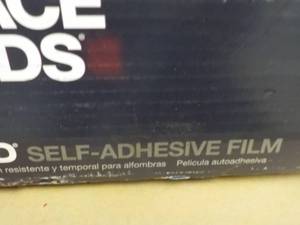 ACE
DS
D® SELF-ADHESIVE FILM
n resistente y temporal para alfombras Película autoadhesiva